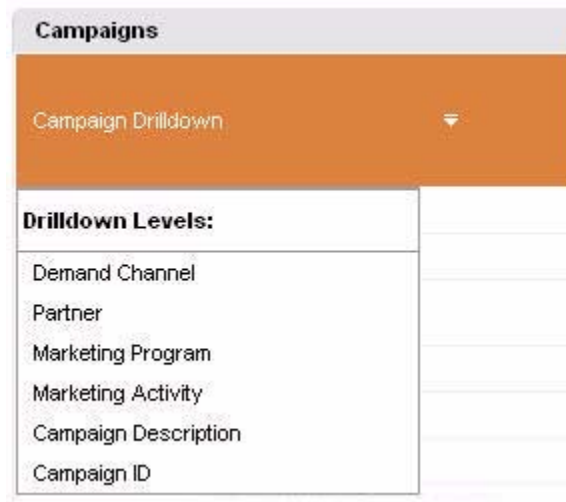 Campaigns
Campaign Drilldown
Drilldown Levels:
Demand Channel
Partner
Marketing Program
Marketing Activity
Campaign Description
Campaign ID